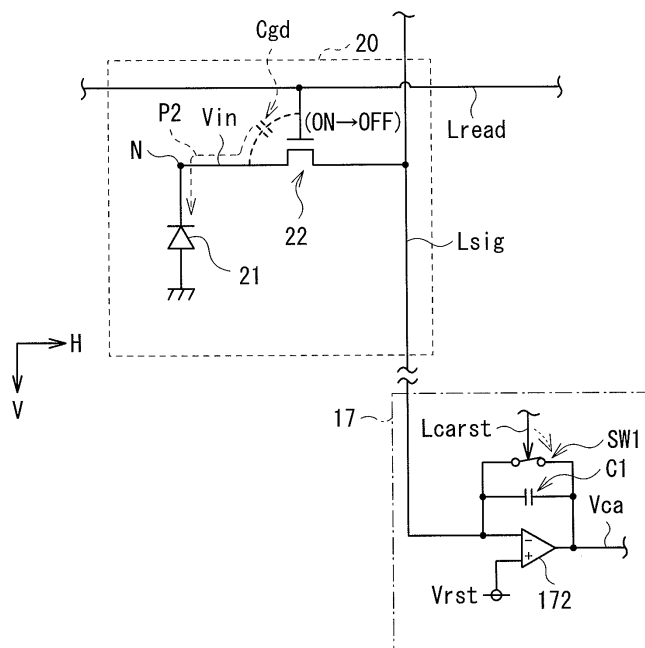 Cgd
20
P2
Vin
(ON→OFF)
Lread
N
22
21
Lsig
H
V
17
Lcarst
SW1
C1
Vca
−
+
Vrst
172